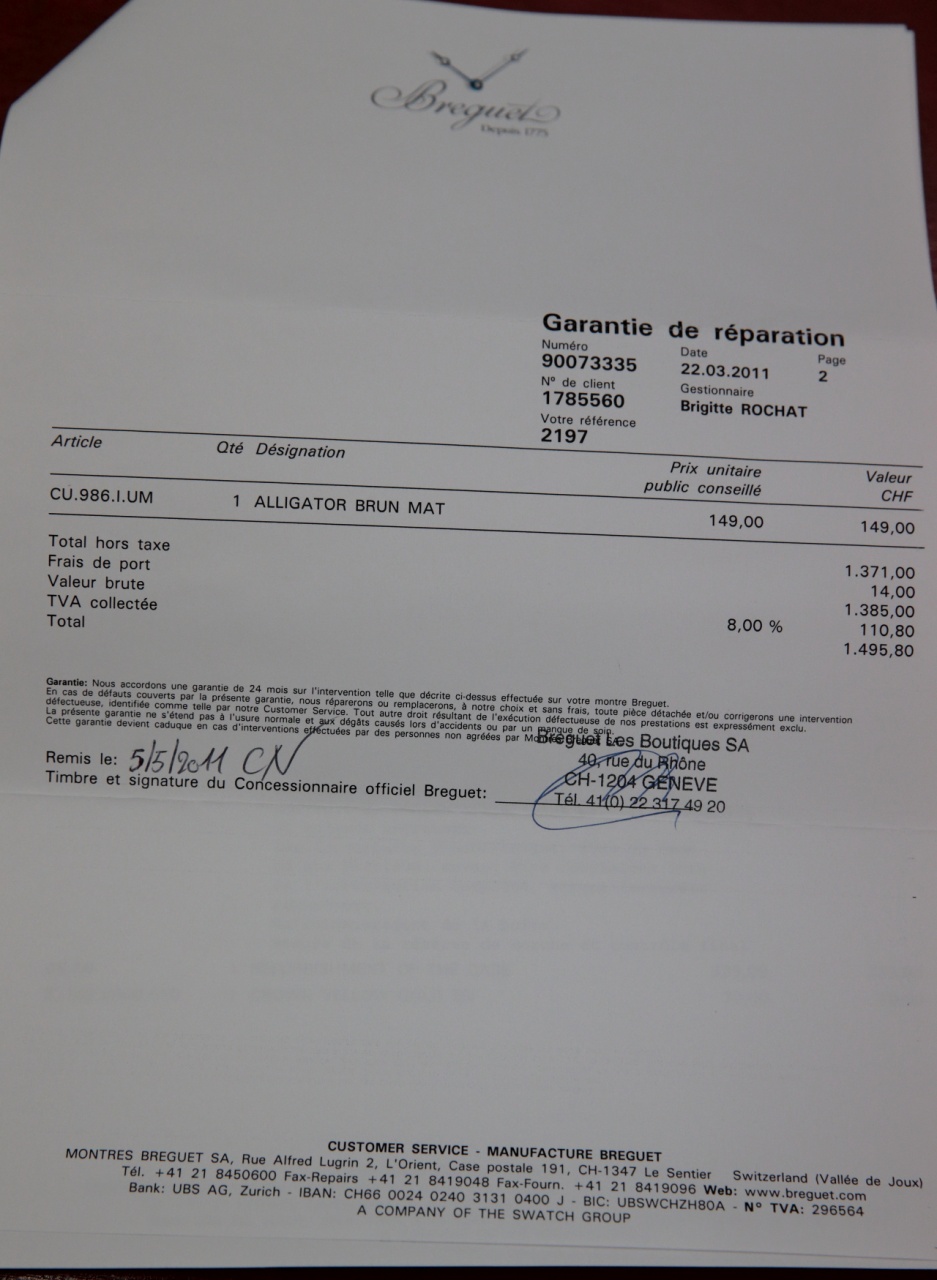 Breguet
Depuis 1775
Garantie de réparation
Numéro Date Page
90073335 22.03.2011 2
N° de client Gestionnaire
1785560 Brigitte ROCHAT
Votre référence
2197
Article Qté Désignation Prix unitaire public conseillé Valeur CHF
CU.986.I.UM 1 ALLIGATOR BRUN MAT 149,00 149,00
Total hors taxe 1.371,00
Frais de port 14,00
Valeur brute 1.385,00
TVA collectée 8,00 % 110,80
Total 1.495,80
Garantie: Nous accordons une garantie de 24 mois sur l'intervention telle que décrite ci-dessus effectuée sur votre montre Breguet.
En cas de défauts couverts par la présente garantie, nous réparerons ou remplacerons, à notre choix et sans frais, toute pièce détachée et/ou corrigerons une intervention
défectueuse, identifiée comme telle par notre Customer Service. Tout autre droit résultant de l'exécution défectueuse de nos prestations est expressément exclu.
La présente garantie ne s'étend pas à l'usure normale et aux dégâts causés lors d'accidents ou par un manque de soin.
Cette garantie devient caduque en cas d'interventions effectuées par des personnes non agréées par
Breguet Les Boutiques SA
40, rue du Rhône
CH-1204 GENEVE
Tél. 41(0) 22 317 49 20
Remis le: 5/5/2011 CN
Timbre et signature du Concessionnaire officiel Breguet:
CUSTOMER SERVICE - MANUFACTURE BREGUET
MONTRES BREGUET SA, Rue Alfred Lugrin 2, L'Orient, Case postale 191, CH-1347 Le Sentier Switzerland (Vallée de Joux)
Tél. +41 21 8450600 Fax-Repairs +41 21 8419048 Fax-Fourn. +41 21 8419096 Web: www.breguet.com
Bank: UBS AG, Zurich - IBAN: CH66 0024 0240 3131 0400 J - BIC: UBSWCHZH80A - N° TVA: 296564
A COMPANY OF THE SWATCH GROUP